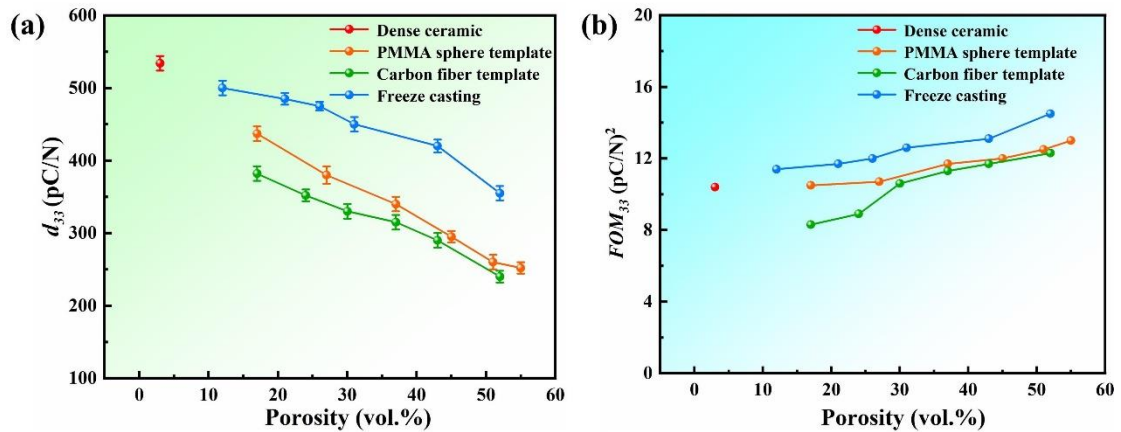 (a)
600
500
400
300
200
100
d33 (pC/N)
0 10 20 30 40 50 60
Porosity (vol.%)
Dense ceramic
PMMA sphere template
Carbon fiber template
Freeze casting
(b)
20
16
12
8
4
0
FOM33 (pC/N)²
0 10 20 30 40 50 60
Porosity (vol.%)
Dense ceramic
PMMA sphere template
Carbon fiber template
Freeze casting